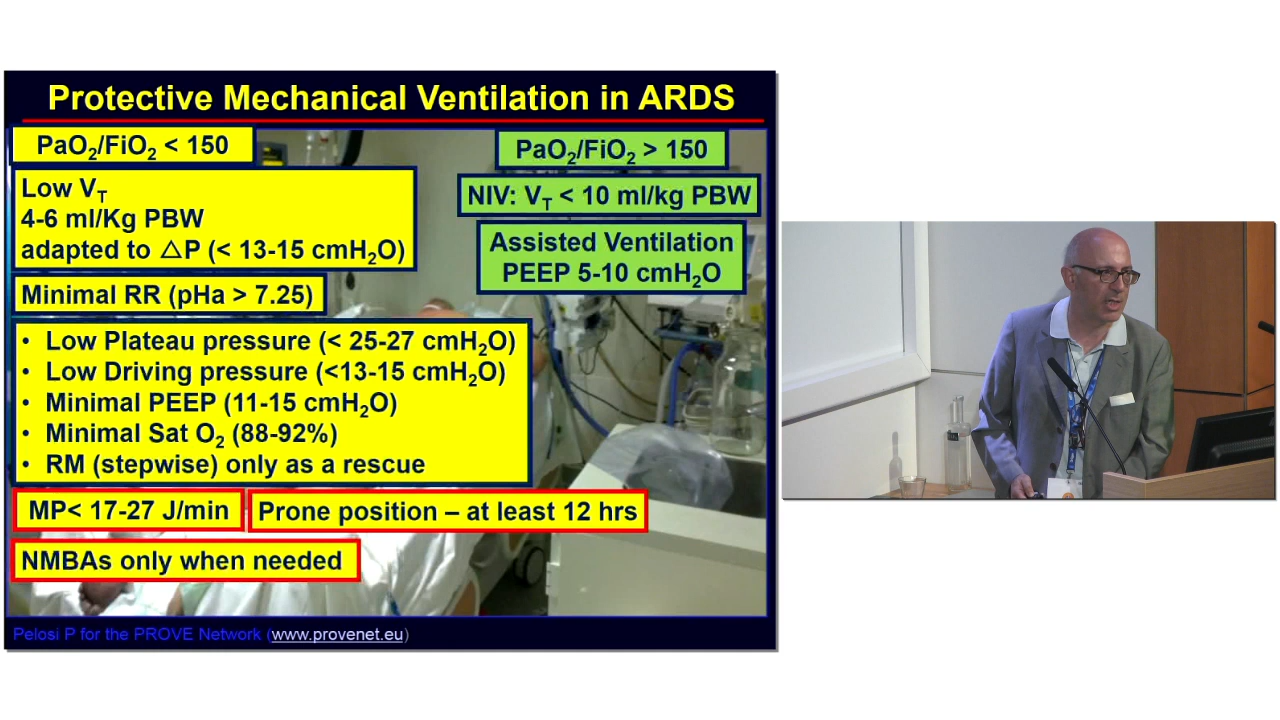 Protective Mechanical Ventilation in ARDS
PaO₂/FiO₂ < 150
Low V_T
4-6 ml/Kg PBW
adapted to △P (< 13-15 cmH₂O)
Minimal RR (pHa > 7.25)
• Low Plateau pressure (< 25-27 cmH₂O)
• Low Driving pressure (<13-15 cmH₂O)
• Minimal PEEP (11-15 cmH₂O)
• Minimal Sat O₂ (88-92%)
• RM (stepwise) only as a rescue
MP< 17-27 J/min
Prone position – at least 12 hrs
NMBAs only when needed
PaO₂/FiO₂ > 150
NIV: V_T < 10 ml/kg PBW
Assisted Ventilation
PEEP 5-10 cmH₂O
Pelosi P for the PROVE Network (www.provenet.eu)